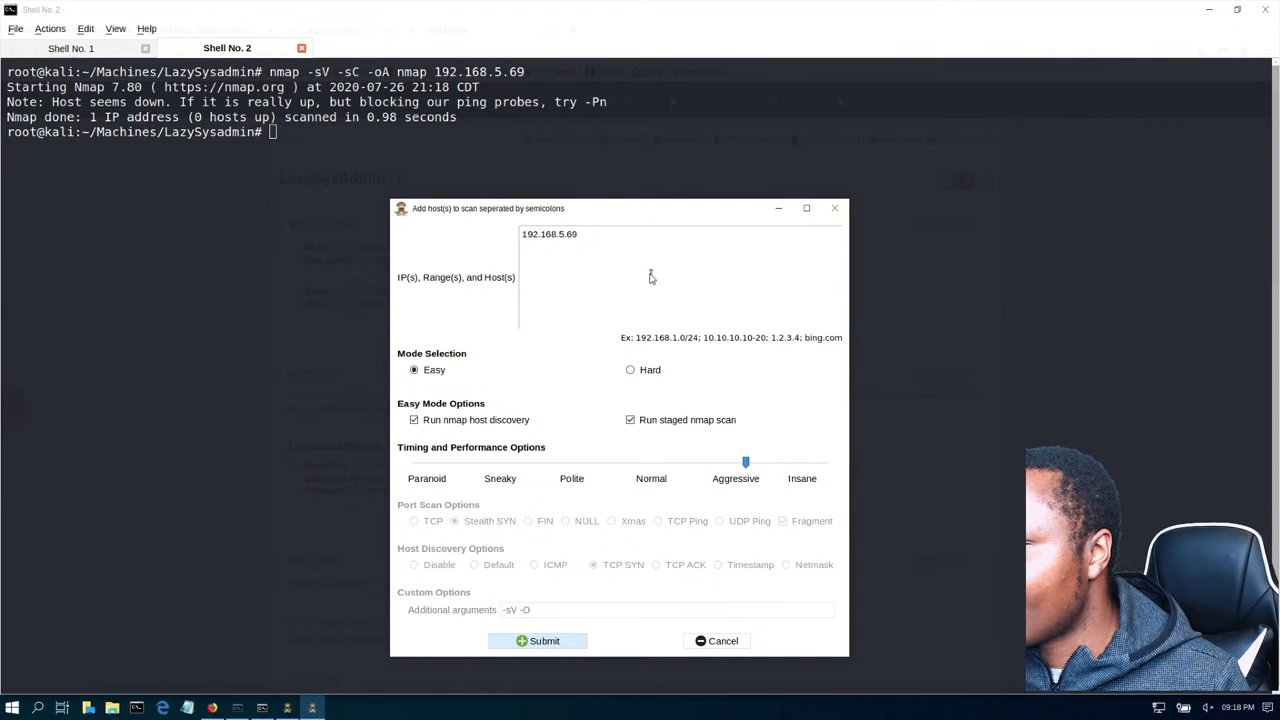 Shell No. 2
File Actions Edit View Help
Shell No. 1
Shell No. 2
root@kali:~/Machines/LazySysadmin# nmap -sV -sC -oA nmap 192.168.5.69
Starting Nmap 7.80 ( https://nmap.org ) at 2020-07-26 21:18 CDT
Note: Host seems down. If it is really up, but blocking our ping probes, try -Pn
Nmap done: 1 IP address (0 hosts up) scanned in 0.98 seconds
root@kali:~/Machines/LazySysadmin#
Add host(s) to scan seperated by semicolons
192.168.5.69
IP(s), Range(s), and Host(s)
Ex: 192.168.1.0/24; 10.10.10.10-20; 1.2.3.4; bing.com
Mode Selection
Easy Hard
Easy Mode Options
Run nmap host discovery Run staged nmap scan
Timing and Performance Options
Paranoid Sneaky Polite Normal Aggressive Insane
Port Scan Options
TCP Stealth SYN FIN NULL Xmas TCP Ping UDP Ping Fragment
Host Discovery Options
Disable Default ICMP TCP SYN TCP ACK Timestamp Netmask
Custom Options
Additional arguments -sV -O
Submit Cancel
09:18 PM